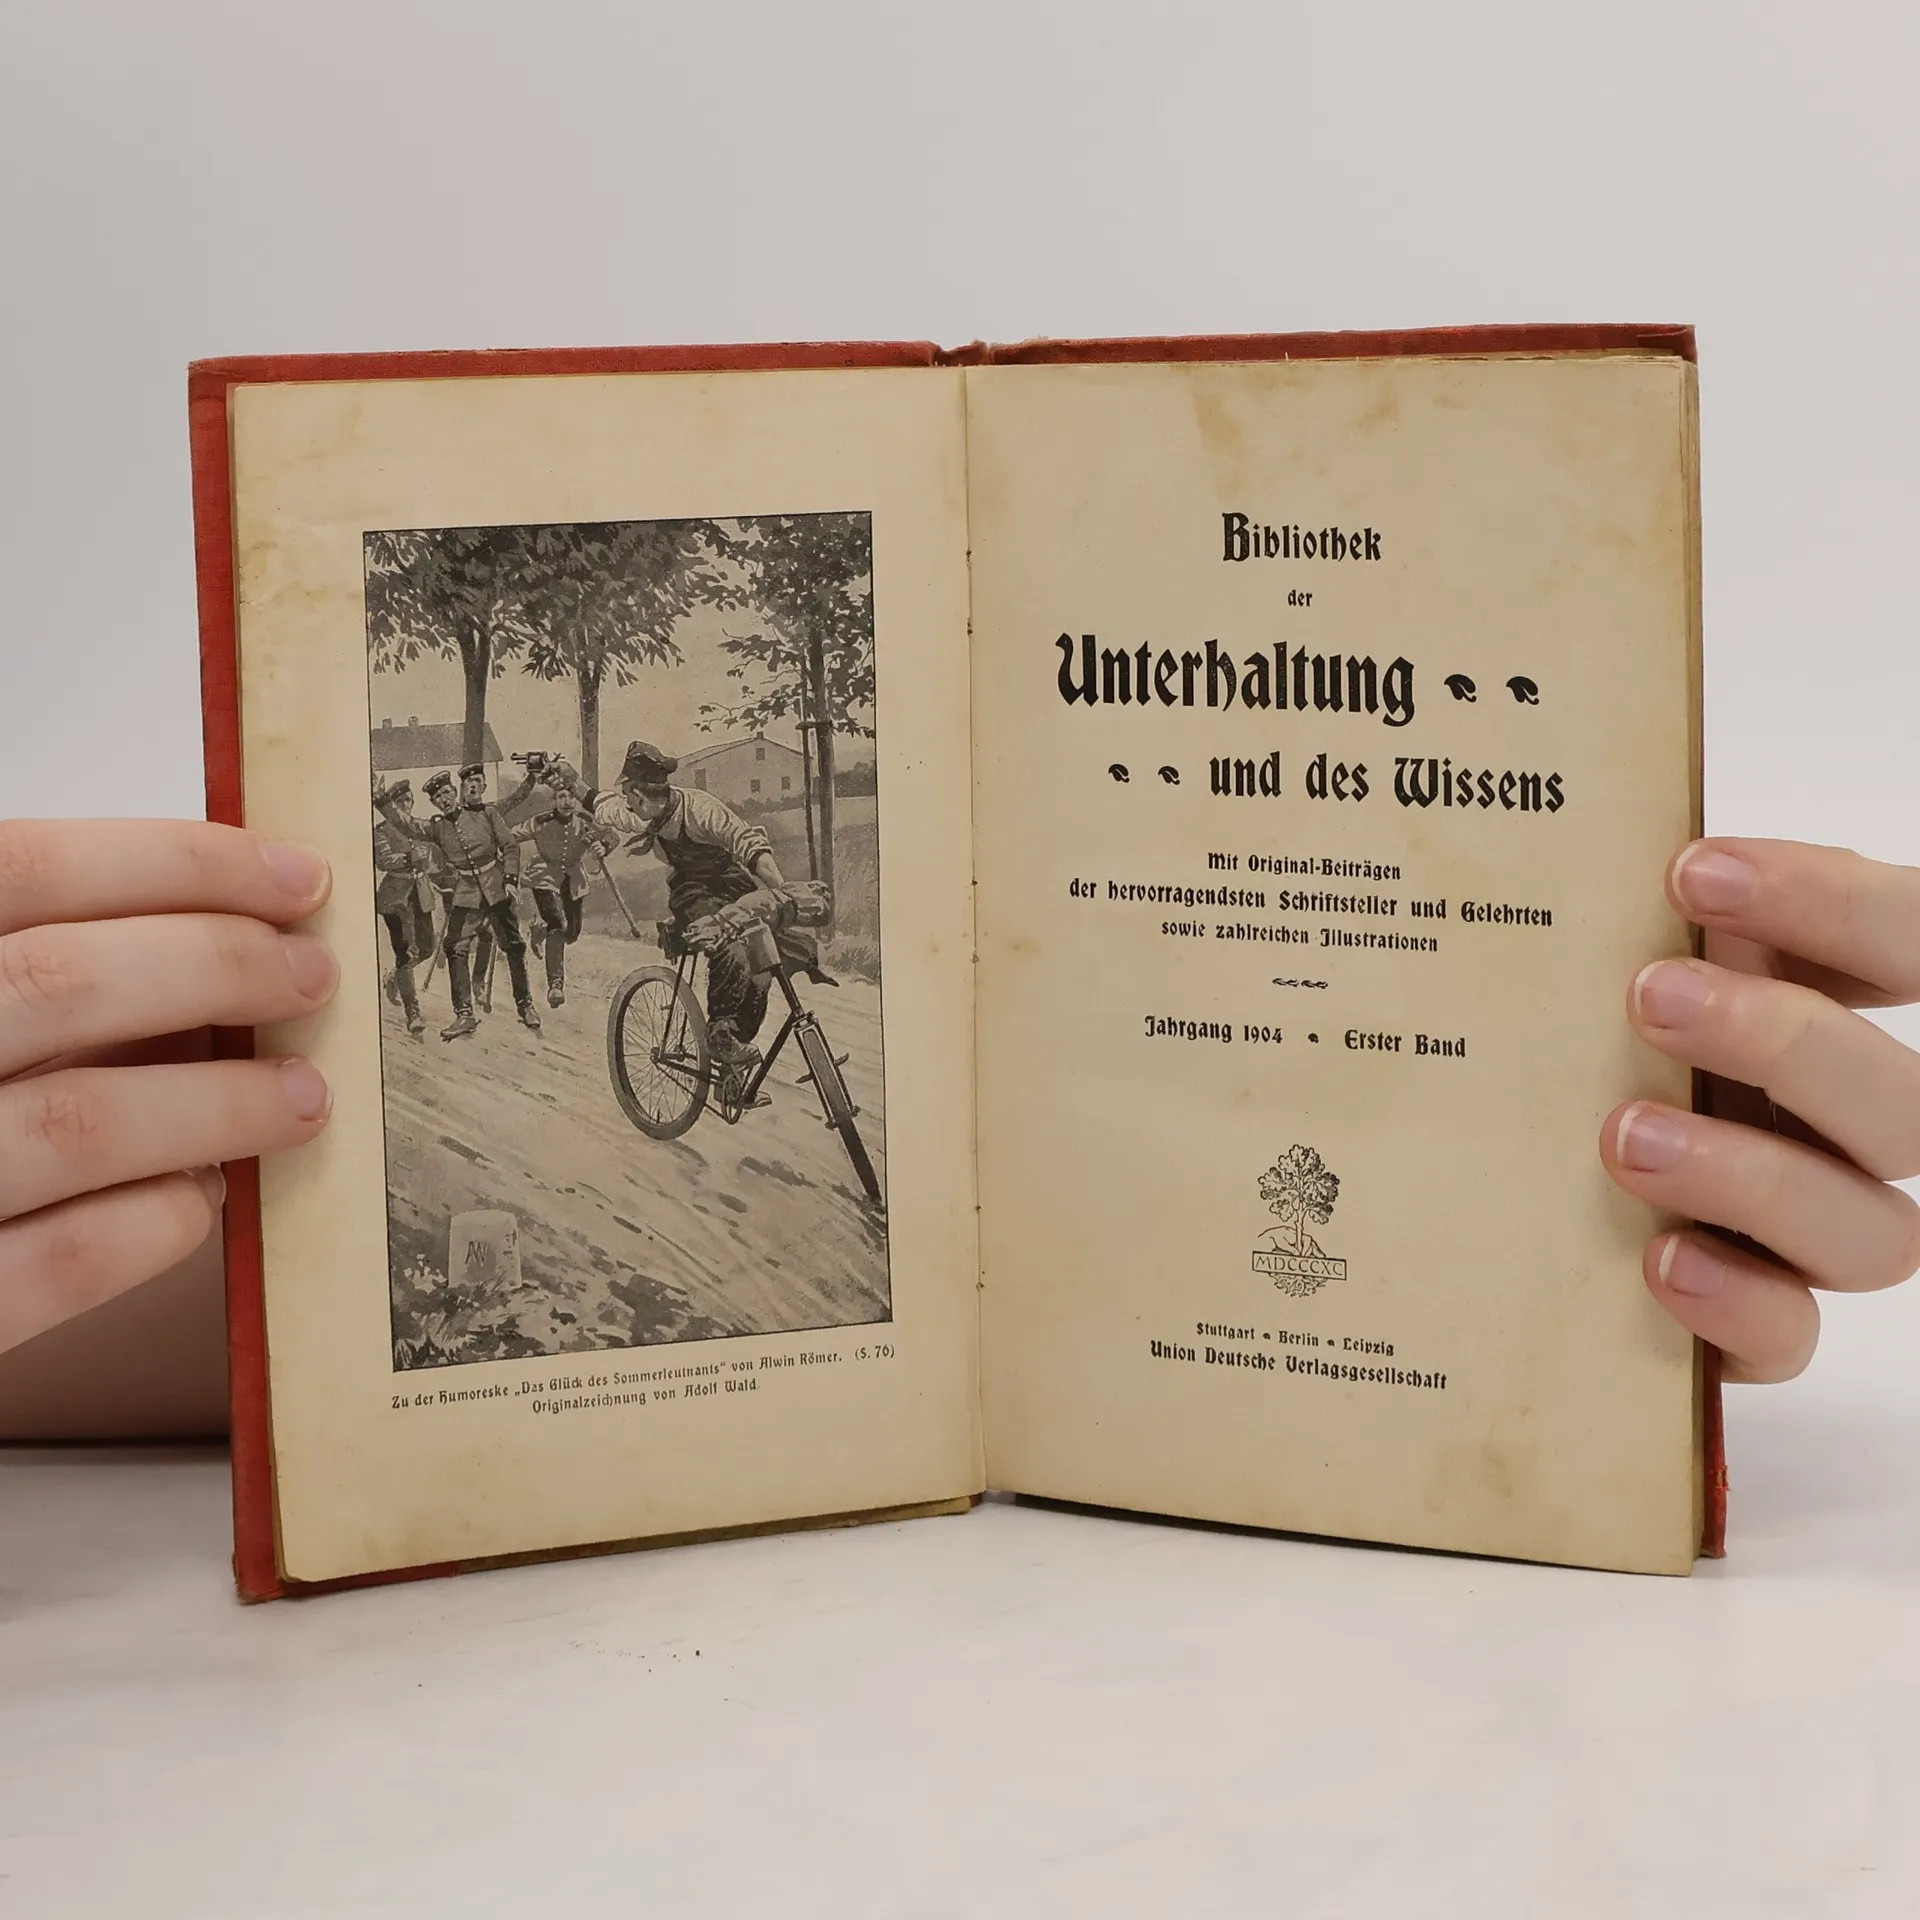 Zu der Humoreske „Das Glück des Sommerleutnants“ von Alwin Römer. (S. 76)
Originalzeichnung von Adolf Wald.
AW
Bibliothek
der
Unterhaltung
und des Wissens
Mit Original-Beiträgen
der hervorragendsten Schriftsteller und Gelehrten
sowie zahlreichen Illustrationen
Jahrgang 1904 • Erster Band
MDCCCXC
Stuttgart • Berlin • Leipzig
Union Deutsche Verlagsgesellschaft